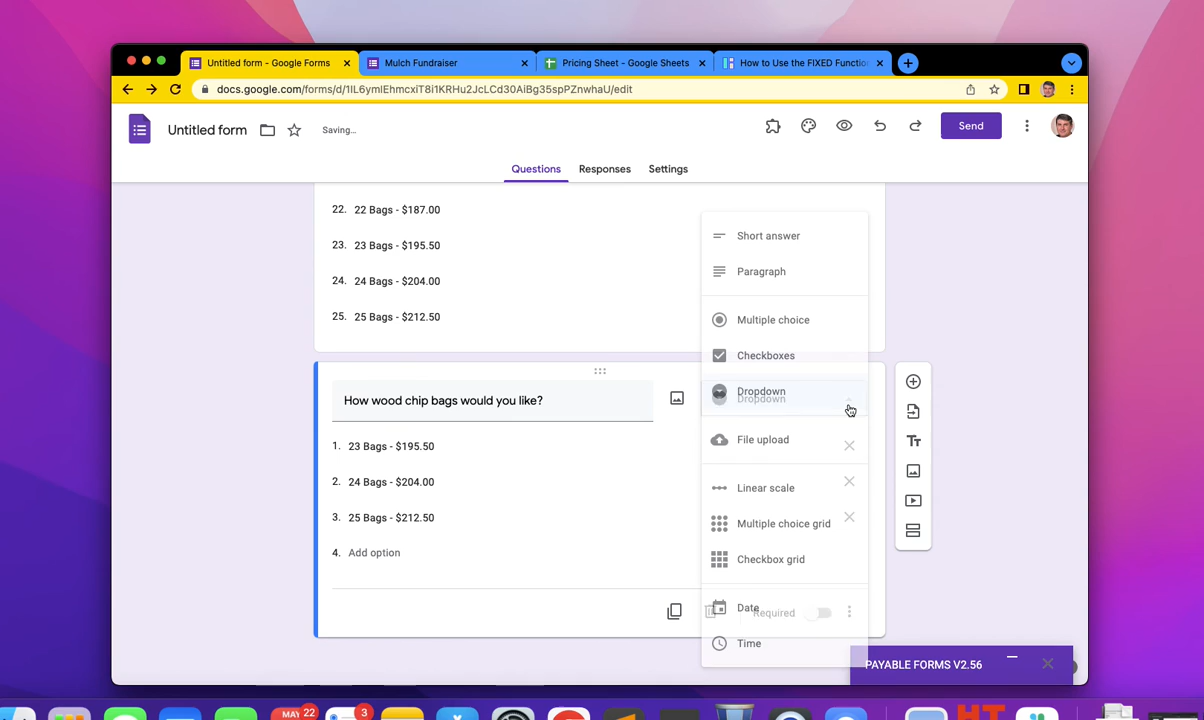 Untitled form - Google Forms
Mulch Fundraiser
Pricing Sheet - Google Sheets
How to Use the FIXED Functio
docs.google.com/forms/d/1IL6ymIEhmcxiT8i1KRHu2JcLCd30AiBg35spPZnwhaU/edit
Untitled form
Saving...
Send
Questions
Responses
Settings
22. 22 Bags - $187.00
23. 23 Bags - $195.50
24. 24 Bags - $204.00
25. 25 Bags - $212.50
Short answer
Paragraph
Multiple choice
Checkboxes
Dropdown
Dropdown
File upload
Linear scale
Multiple choice grid
Checkbox grid
Date
Time
How wood chip bags would you like?
1. 23 Bags - $195.50
2. 24 Bags - $204.00
3. 25 Bags - $212.50
4. Add option
Required
Tт
PAYABLE FORMS V2.56
MAY 22
3
HT